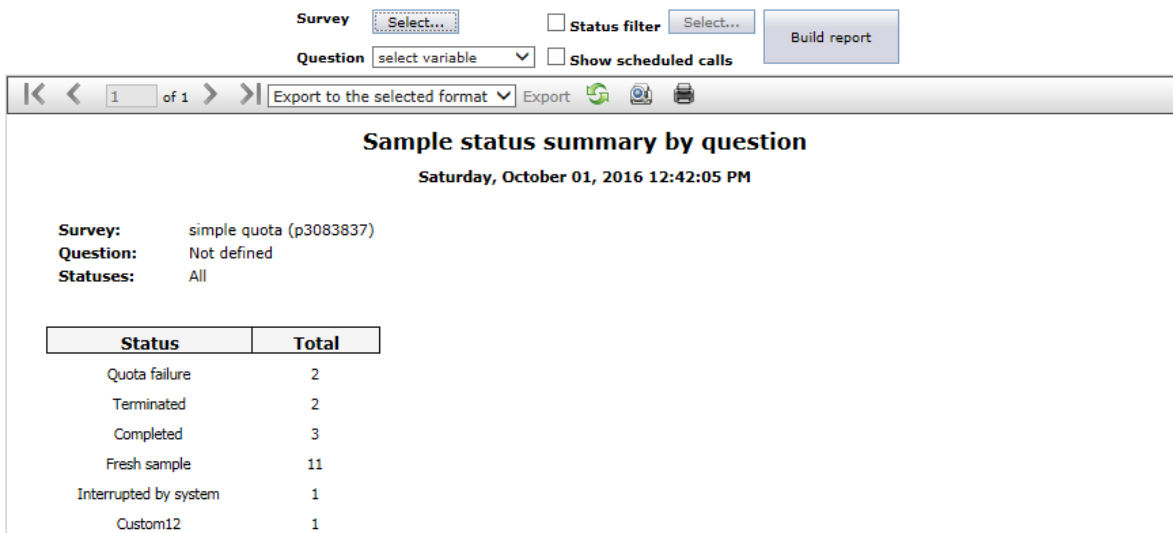 Survey Select... Status filter Select... Build report
Question select variable Show scheduled calls
1 of 1 Export to the selected format Export
Sample status summary by question
Saturday, October 01, 2016 12:42:05 PM
Survey: simple quota (p3083837)
Question: Not defined
Statuses: All
Status Total
Quota failure 2
Terminated 2
Completed 3
Fresh sample 11
Interrupted by system 1
Custom12 1